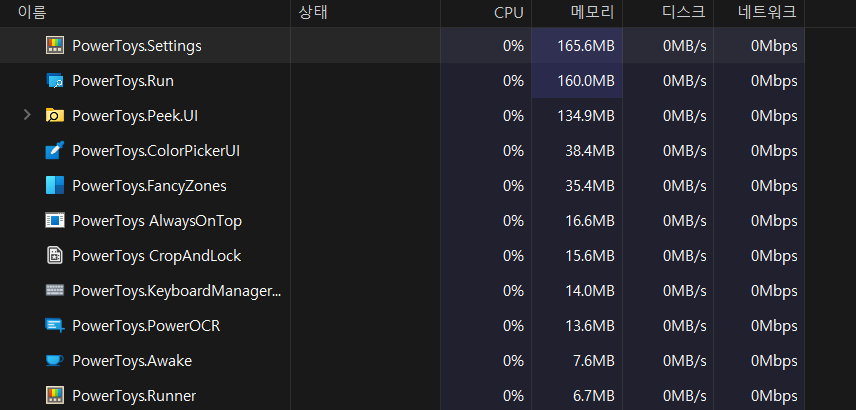 이름 상태 CPU 메모리 디스크 네트워크
PowerToys.Settings 0% 165.6MB 0MB/s 0Mbps
PowerToys.Run 0% 160.0MB 0MB/s 0Mbps
PowerToys.Peek.UI 0% 134.9MB 0MB/s 0Mbps
PowerToys.ColorPickerUI 0% 38.4MB 0MB/s 0Mbps
PowerToys.FancyZones 0% 35.4MB 0MB/s 0Mbps
PowerToys AlwaysOnTop 0% 16.6MB 0MB/s 0Mbps
PowerToys CropAndLock 0% 15.6MB 0MB/s 0Mbps
PowerToys.KeyboardManager... 0% 14.0MB 0MB/s 0Mbps
PowerToys.PowerOCR 0% 13.6MB 0MB/s 0Mbps
PowerToys.Awake 0% 7.6MB 0MB/s 0Mbps
PowerToys.Runner 0% 6.7MB 0MB/s 0Mbps